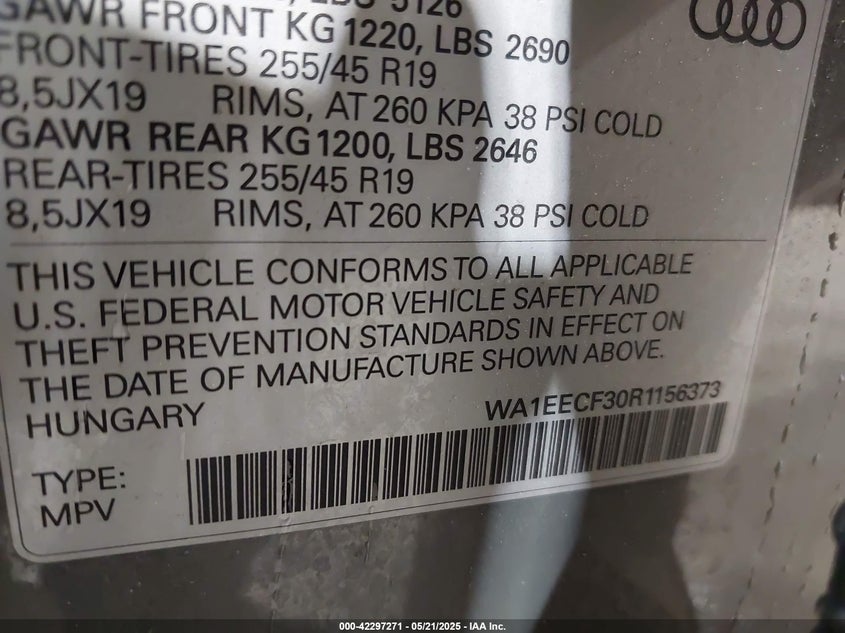 LBS 5126
GAWR FRONT KG 1220, LBS 2690
FRONT-TIRES 255/45 R19
8,5JX19 RIMS, AT 260 KPA 38 PSI COLD
GAWR REAR KG 1200, LBS 2646
REAR-TIRES 255/45 R19
8,5JX19 RIMS, AT 260 KPA 38 PSI COLD
THIS VEHICLE CONFORMS TO ALL APPLICABLE
U.S. FEDERAL MOTOR VEHICLE SAFETY AND
THEFT PREVENTION STANDARDS IN EFFECT ON
THE DATE OF MANUFACTURE SHOWN ABOVE.
HUNGARY WA1EECF30R1156373
TYPE:
MPV
000-42297271 - 05/21/2025 - IAA Inc.